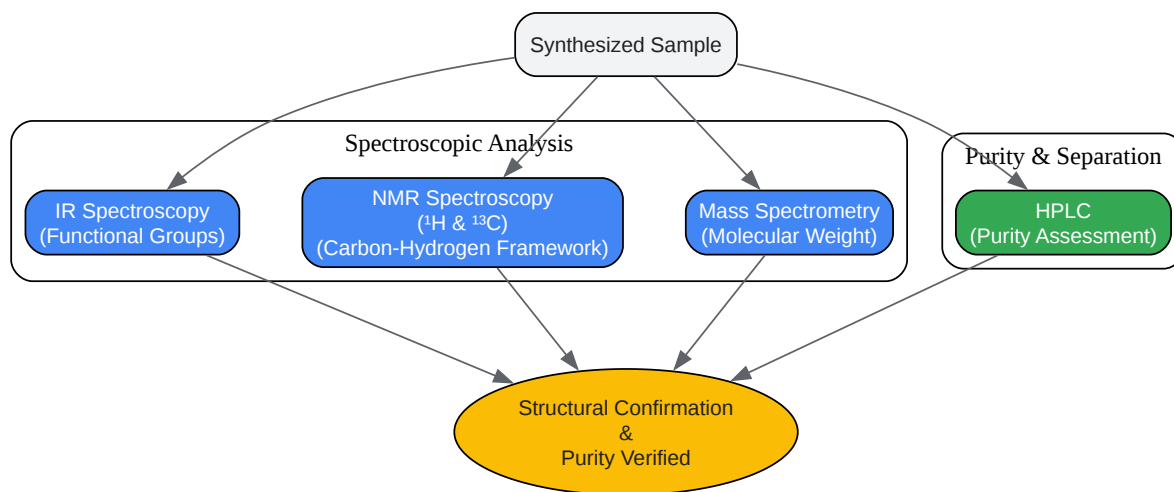 Synthesized Sample
Spectroscopic Analysis
Purity & Separation
IR Spectroscopy
(Functional Groups)
NMR Spectroscopy
(¹H & ¹³C)
(Carbon-Hydrogen Framework)
Mass Spectrometry
(Molecular Weight)
HPLC
(Purity Assessment)
Structural Confirmation
&
Purity Verified